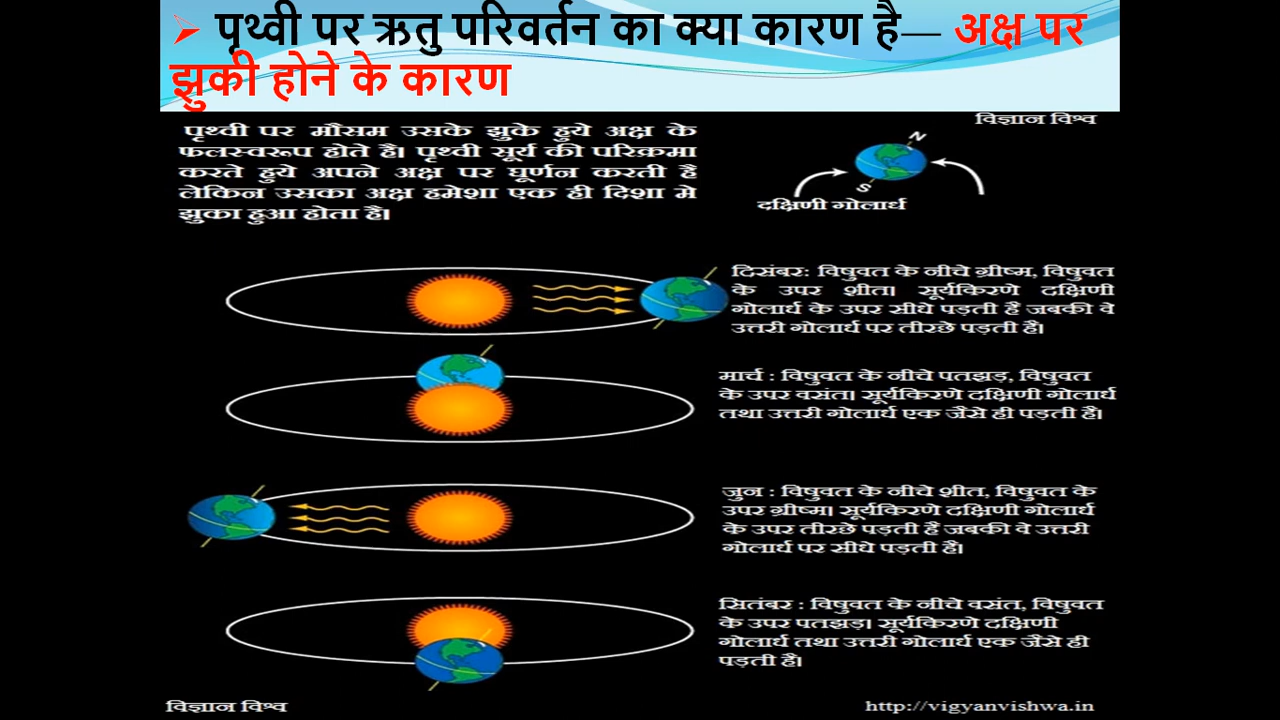 ➢ पृथ्वी पर ऋतु परिवर्तन का क्या कारण है— अक्ष पर
झुकी होने के कारण
विज्ञान विश्व
पृथ्वी पर मौसम उसके झुके हुये अक्ष के
फलस्वरूप होते है। पृथ्वी सूर्य की परिक्रमा
करते हुये अपने अक्ष पर घूर्णन करती है
लेकिन उसका अक्ष हमेशा एक ही दिशा मे
झुका हुआ होता है।
N
S
दक्षिणी गोलार्ध
दिसंबर: विषुवत के नीचे ग्रीष्म, विषुवत
के उपर शीत। सूर्यकिरणे दक्षिणी
गोलार्ध के उपर सीधे पड़ती है जबकी वे
उत्तरी गोलार्ध पर तीरछे पड़ती है।
मार्च : विषुवत के नीचे पतझड़, विषुवत
के उपर वसंत। सूर्यकिरणे दक्षिणी गोलार्ध
तथा उत्तरी गोलार्ध एक जैसे ही पड़ती है।
जुन : विषुवत के नीचे शीत, विषुवत के
उपर ग्रीष्म। सूर्यकिरणे दक्षिणी गोलार्ध
के उपर तीरछे पड़ती है जबकी वे उत्तरी
गोलार्ध पर सीधे पड़ती है।
सितंबर : विषुवत के नीचे वसंत, विषुवत
के उपर पतझड़। सूर्यकिरणे दक्षिणी
गोलार्ध तथा उत्तरी गोलार्ध एक जैसे ही
पड़ती है।
विज्ञान विश्व
http://vigyanvishwa.in